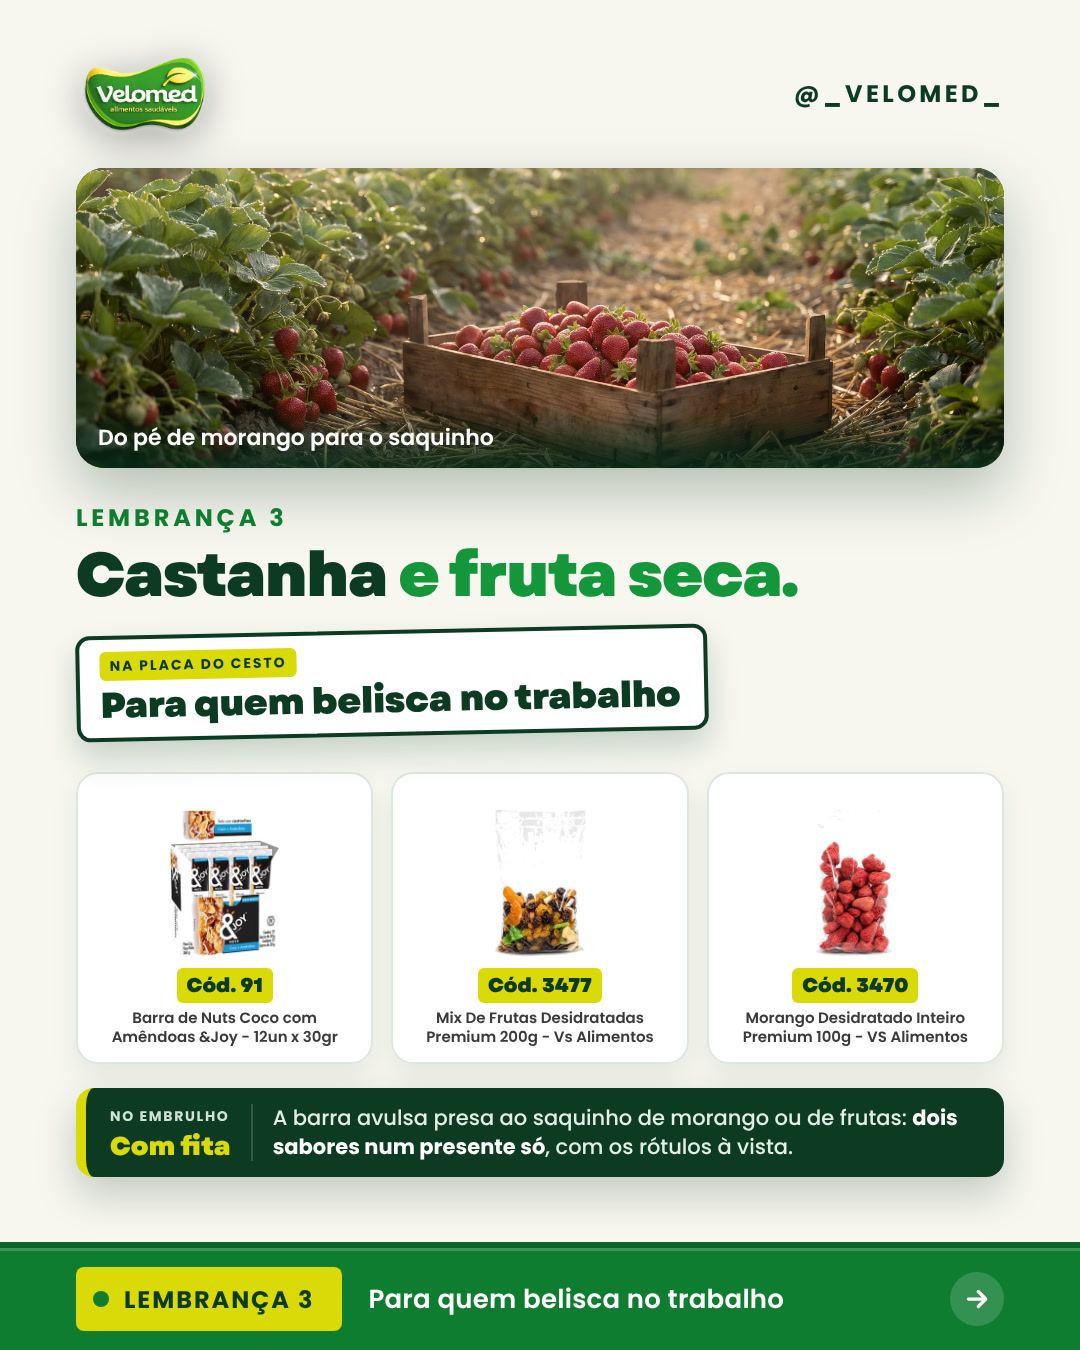 Velomed
alimentos saudáveis
@_VELOMED_
Do pé de morango para o saquinho
LEMBRANÇA 3
Castanha e fruta seca.
NA PLACA DO CESTO
Para quem belisca no trabalho
&JOY
Cód. 91
Barra de Nuts Coco com
Amêndoas &Joy - 12un x 30gr
Cód. 3477
Mix De Frutas Desidratadas
Premium 200g - Vs Alimentos
Cód. 3470
Morango Desidratado Inteiro
Premium 100g - VS Alimentos
NO EMBRULHO
Com fita
A barra avulsa presa ao saquinho de morango ou de frutas: dois
sabores num presente só, com os rótulos à vista.
LEMBRANÇA 3
Para quem belisca no trabalho